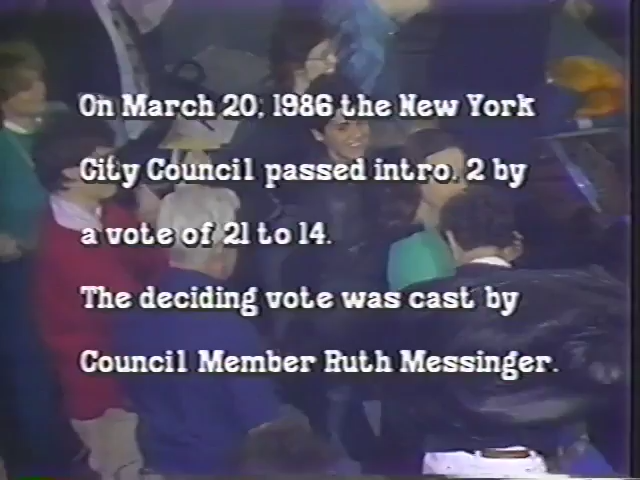 On March 20, 1986 the New York
City Council passed intro. 2 by
a vote of 21 to 14.
The deciding vote was cast by
Council Member Ruth Messinger.